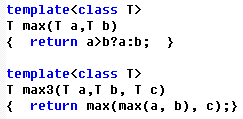 template<class T>
T max(T a,T b)
{  return a>b?a:b;  }
template<class T>
T max3(T a,T b, T c)
{  return max(max(a, b), c);}